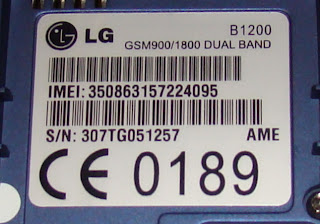 LG B1200
GSM900/1800 DUAL BAND
IMEI: 350863157224095
S/N: 307TG051257 AME
CE 0189